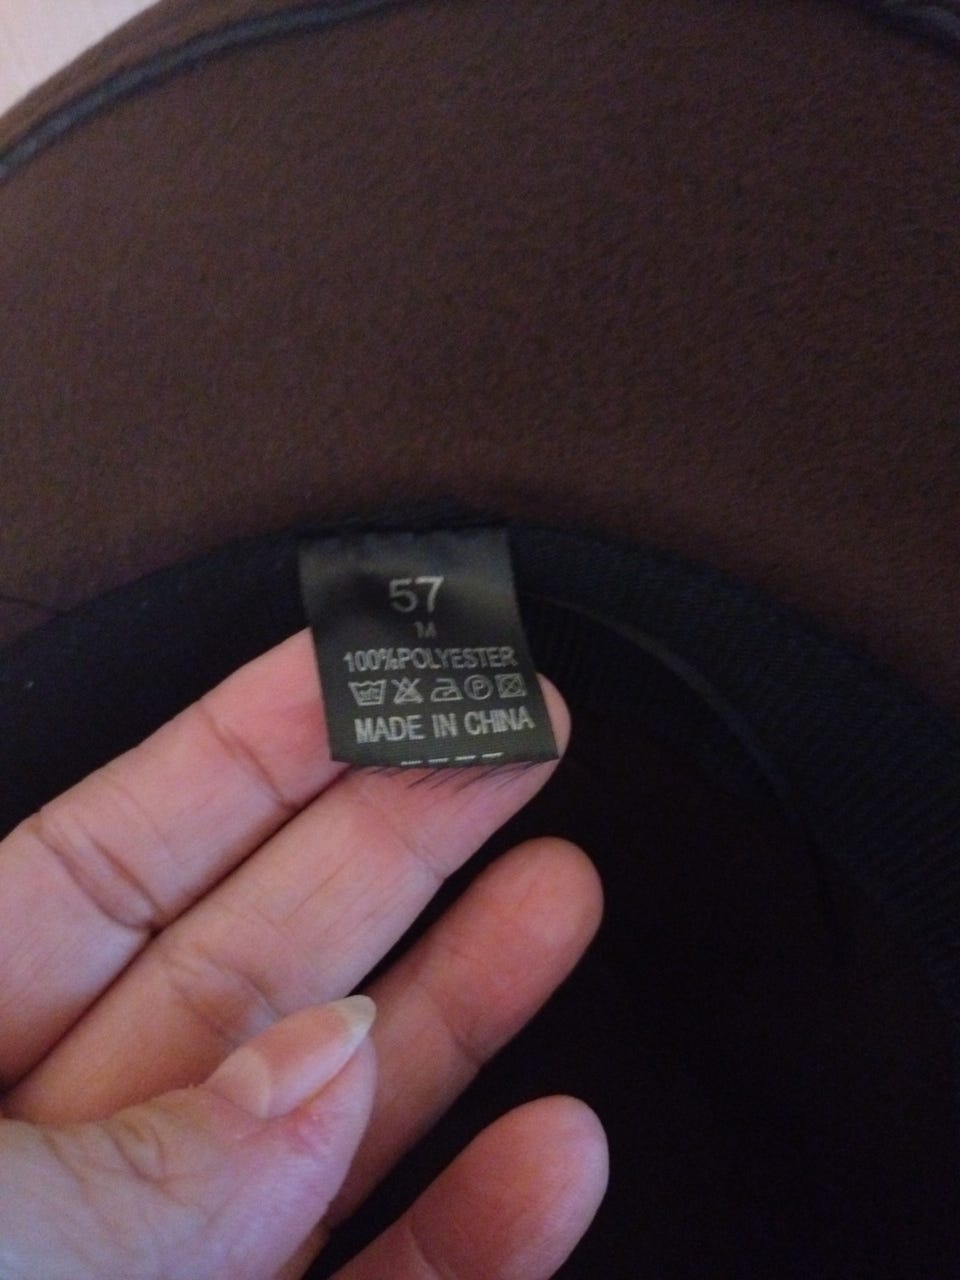 57
M
100%POLYESTER
MADE IN CHINA